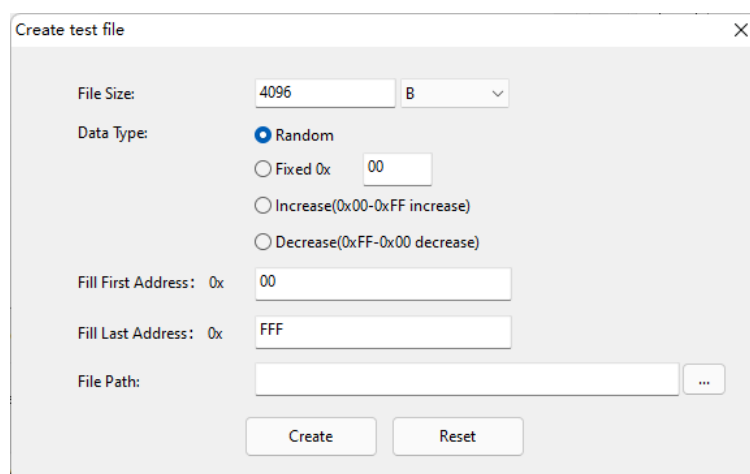 Create test file
File Size: 4096 B
Data Type: Random
Fixed 0x 00
Increase(0x00-0xFF increase)
Decrease(0xFF-0x00 decrease)
Fill First Address: 0x 00
Fill Last Address: 0x FFF
File Path: ...
Create Reset